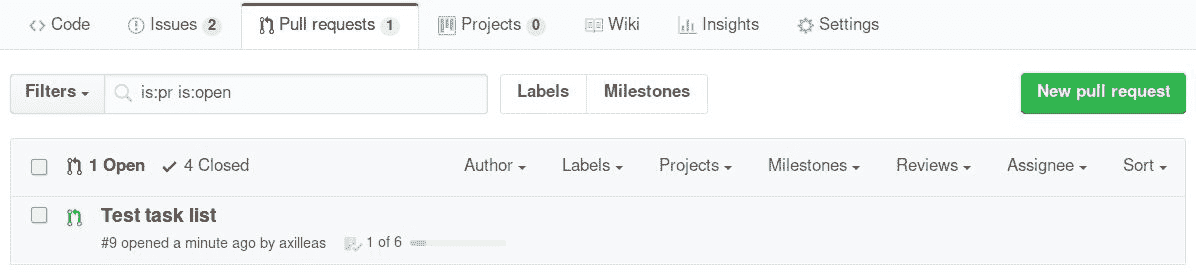 Code Issues 2 Pull requests 1 Projects 0 Wiki Insights Settings
Filters is:pr is:open Labels Milestones New pull request
1 Open 4 Closed Author Labels Projects Milestones Reviews Assignee Sort
Test task list
#9 opened a minute ago by axilleas 1 of 6